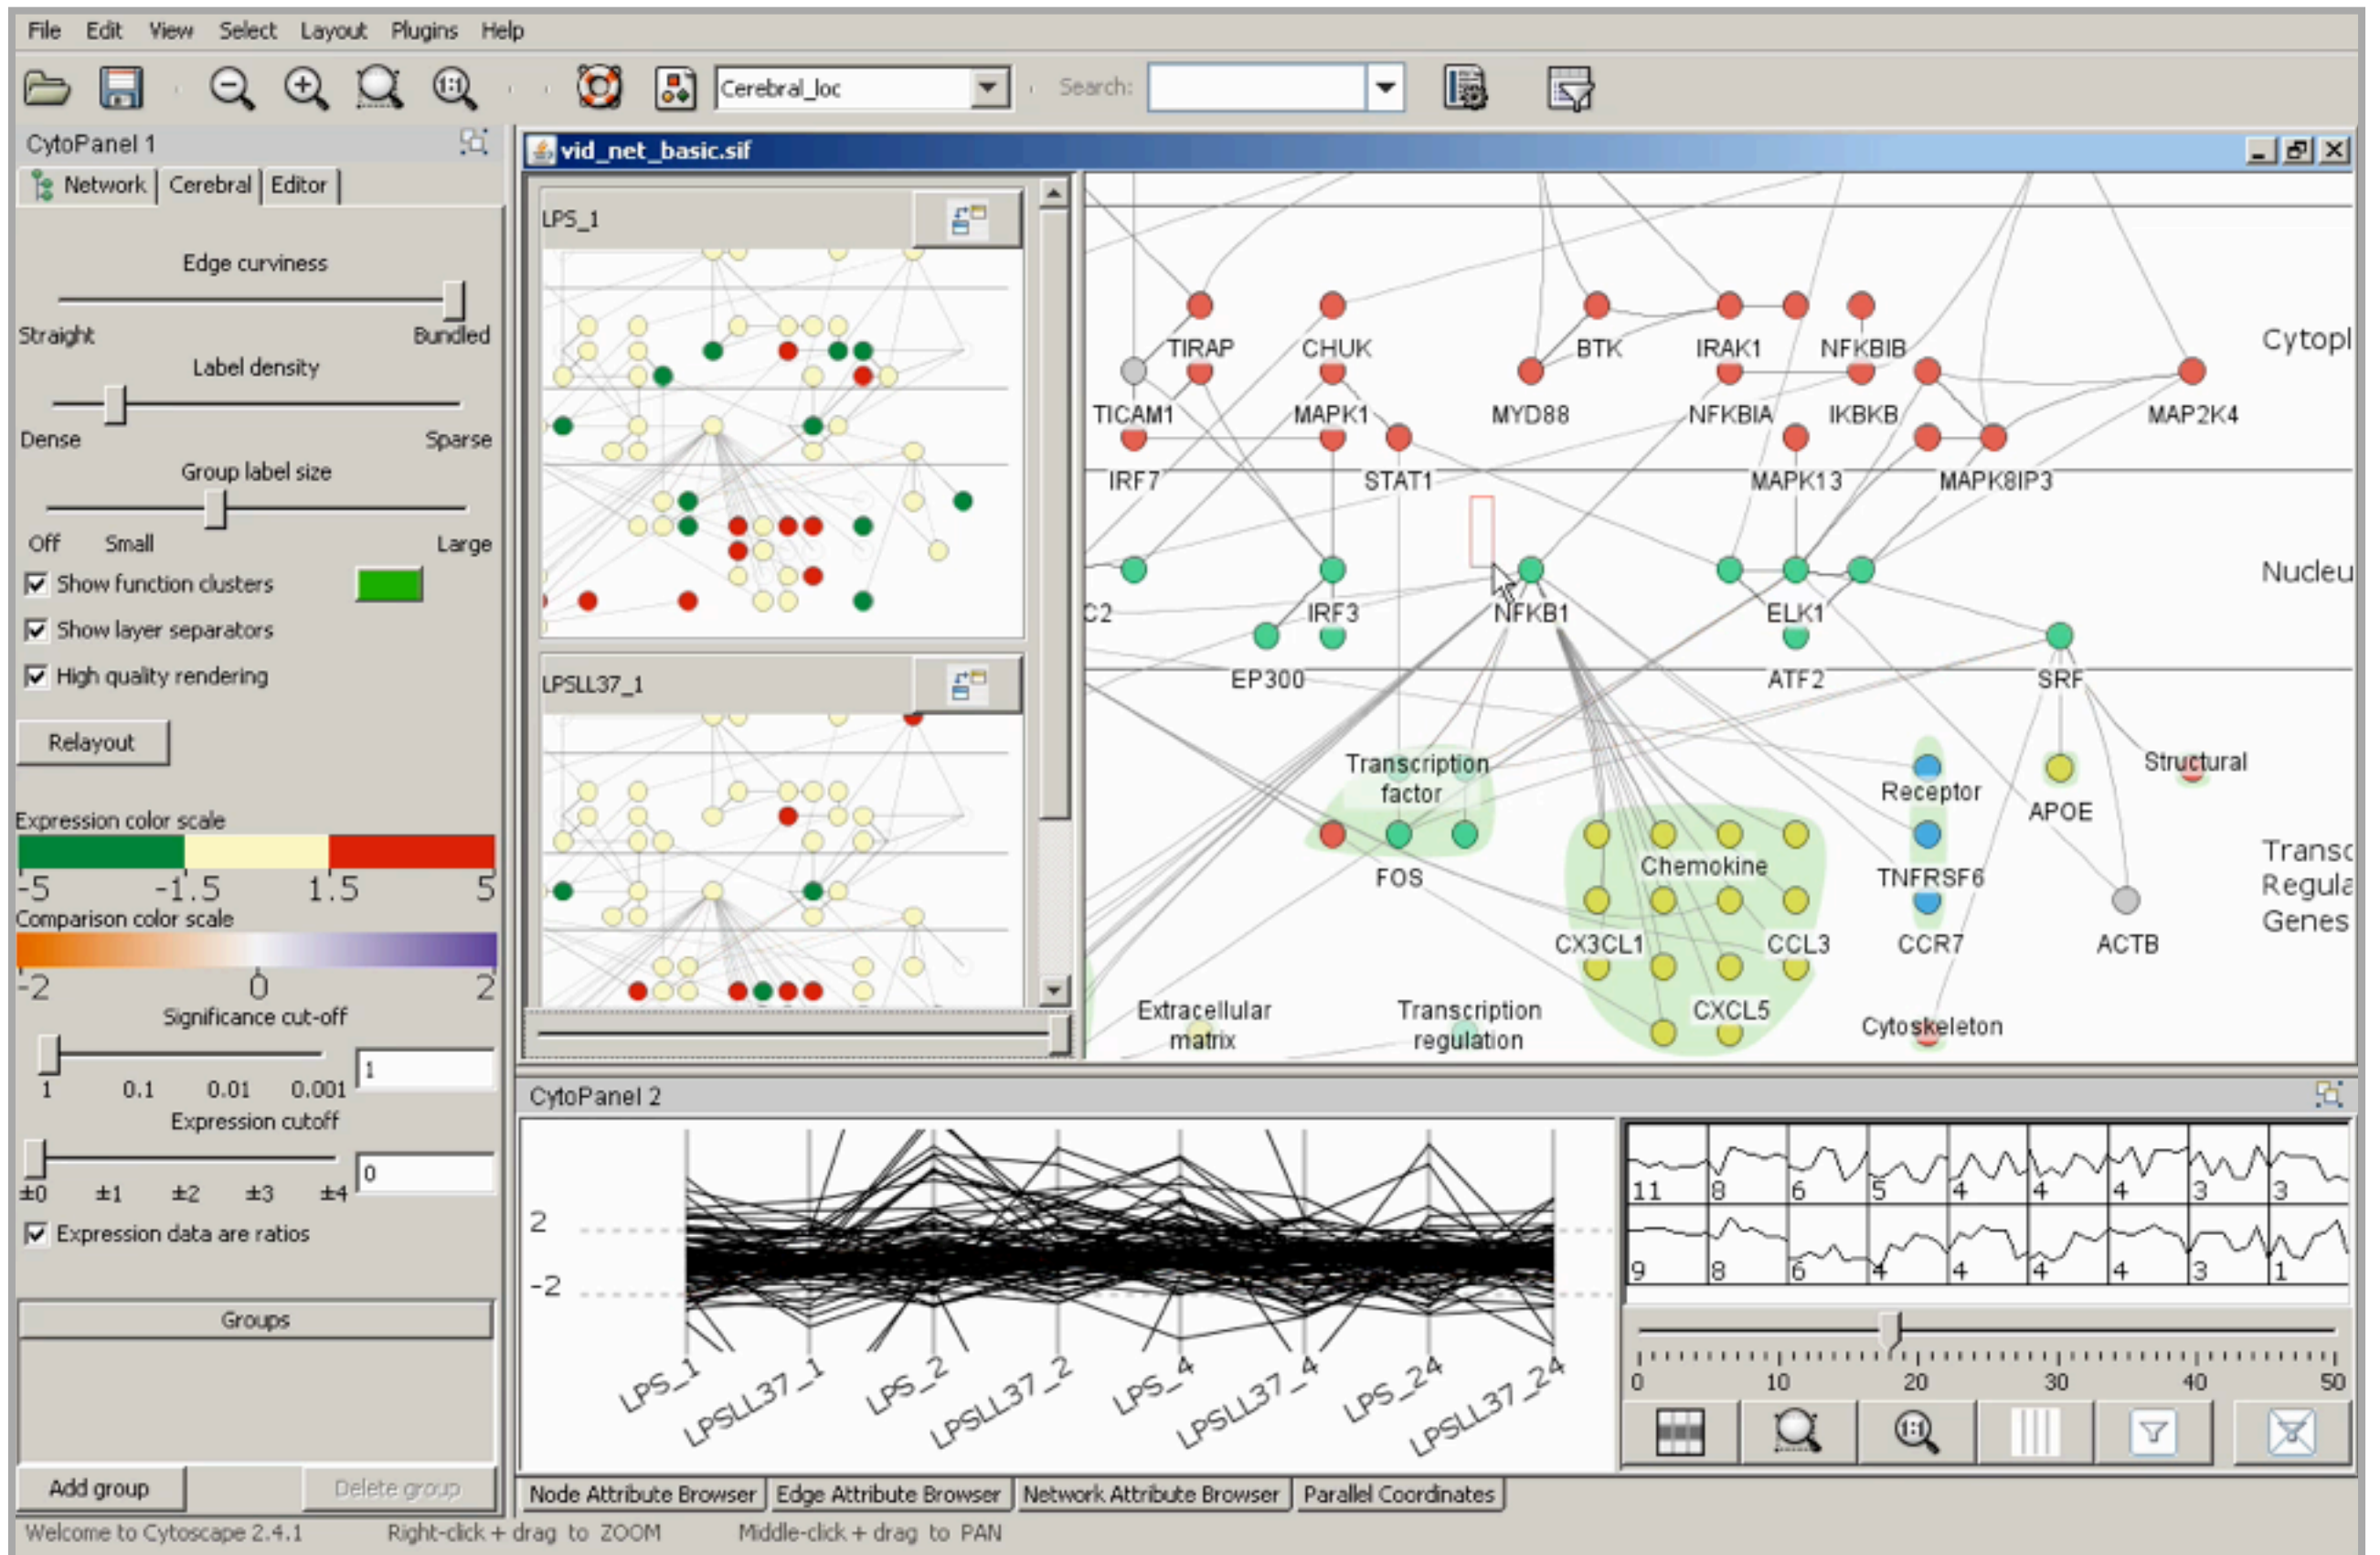 File Edit View Select Layout Plugins Help
Cerebral_loc Search:
CytoPanel 1
Network Cerebral Editor
Edge curviness
Straight Bundled
Label density
Dense Sparse
Group label size
Off Small Large
Show function clusters
Show layer separators
High quality rendering
Relayout
Expression color scale
-5 -1.5 1.5 5
Comparison color scale
-2 0 2
Significance cut-off
1 0.1 0.01 0.001 1
Expression cutoff
±0 ±1 ±2 ±3 ±4 0
Expression data are ratios
Groups
Add group Delete group
vid_net_basic.sif
LPS_1
LPSLL37_1
TIRAP CHUK BTK IRAK1 NFKBIB Cytopl
TICAM1 MAPK1 MYD88 NFKBIA IKBKB MAP2K4
IRF7 STAT1 MAPK13 MAPK8IP3
Nucleu
C2 IRF3 NFKB1 ELK1
EP300 ATF2 SRF
Transcription
factor
Receptor
Structural
APOE
FOS
Chemokine
TNFRSF6
Transc
Regula
Genes
CX3CL1 CCL3 CCR7 ACTB
Extracellular
matrix
Transcription
regulation
CXCL5
Cytoskeleton
CytoPanel 2
2
-2
LPS_1 LPSLL37_1 LPS_2 LPSLL37_2 LPS_4 LPSLL37_4 LPS_24 LPSLL37_24
11 8 6 5 4 4 4 3 3
9 8 6 4 4 4 4 3 1
0 10 20 30 40 50
1:1
Node Attribute Browser Edge Attribute Browser Network Attribute Browser Parallel Coordinates
Welcome to Cytoscape 2.4.1 Right-click + drag to ZOOM Middle-click + drag to PAN